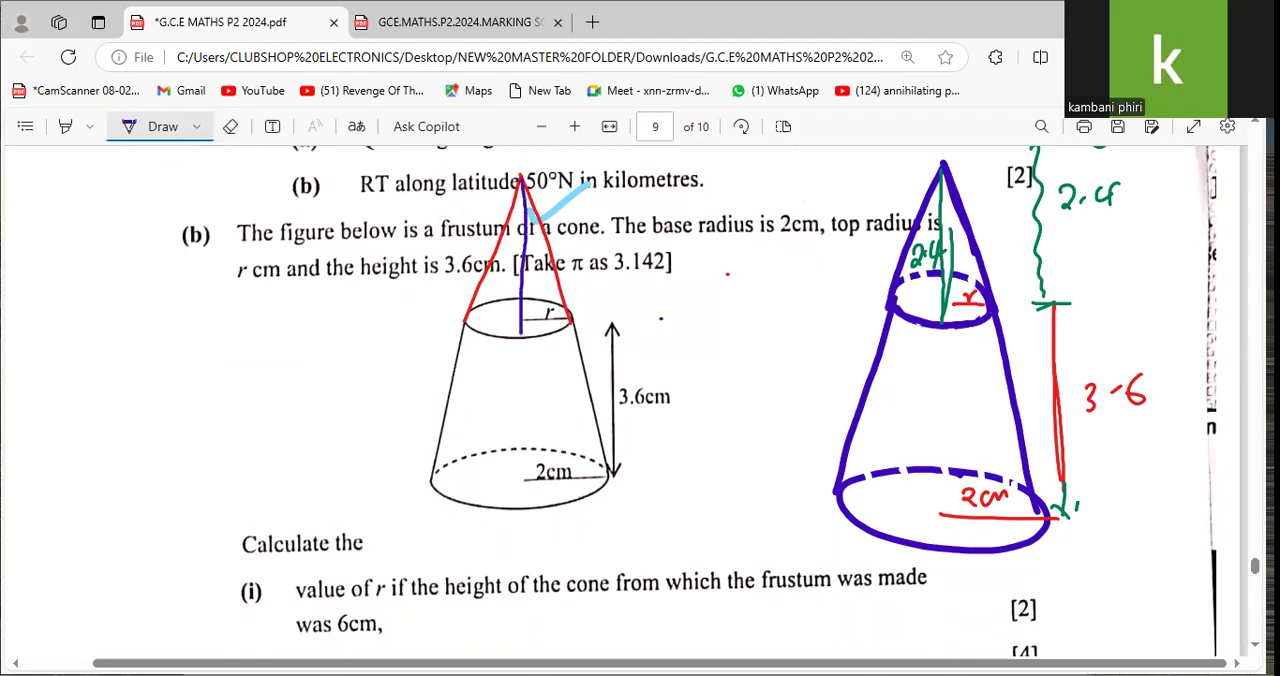 *G.C.E MATHS P2 2024.pdf
GCE.MATHS.P2.2024.MARKING SC
File
C:/Users/CLUBSHOP%20ELECTRONICS/Desktop/NEW%20MASTER%20FOLDER/Downloads/G.C.E%20MATHS%20P2%202...
k
kambani phiri
*CamScanner 08-02...
Gmail
YouTube
(51) Revenge Of Th...
Maps
New Tab
Meet - xnn-zrmv-d...
(1) WhatsApp
(124) annihilating p...
Draw
Ask Copilot
9 of 10
(b) RT along latitude 50°N in kilometres. [2]
2.4
(b) The figure below is a frustum of a cone. The base radius is 2cm, top radius is
r cm and the height is 3.6cm. [Take π as 3.142]
2.4
r
r
3.6cm
3-6
2cm
2cm
Calculate the
(i) value of r if the height of the cone from which the frustum was made
was 6cm, [2]
[4]